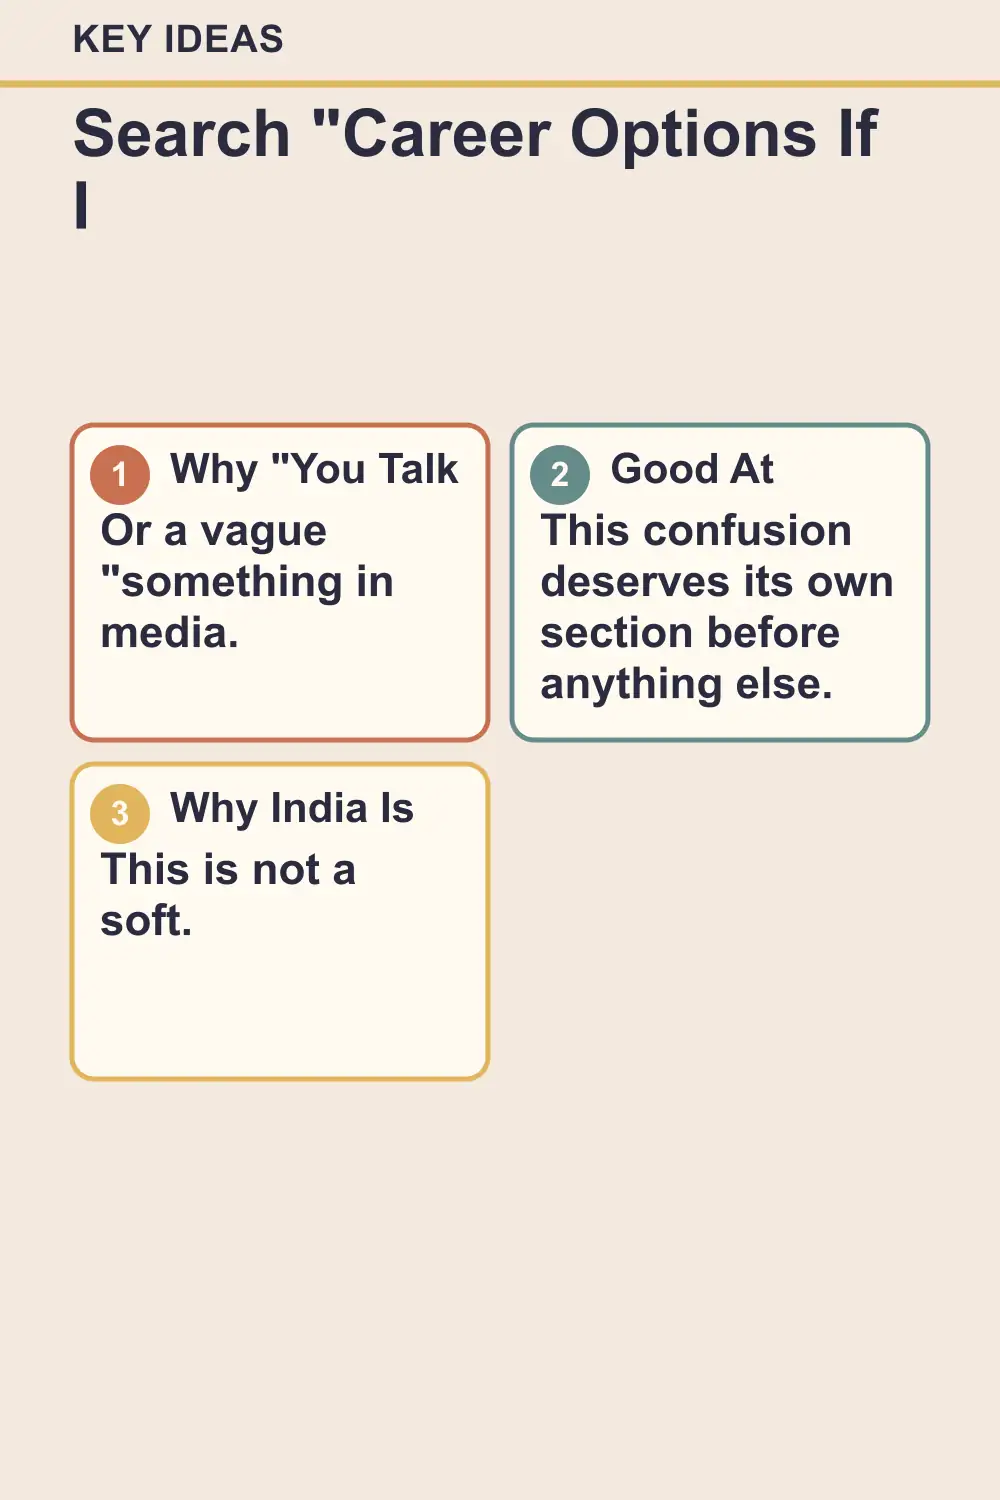 KEY IDEAS
Search "Career Options If
I
1 Why "You Talk
Or a vague
"something in
media.
2 Good At
This confusion
deserves its own
section before
anything else.
3 Why India Is
This is not a
soft.